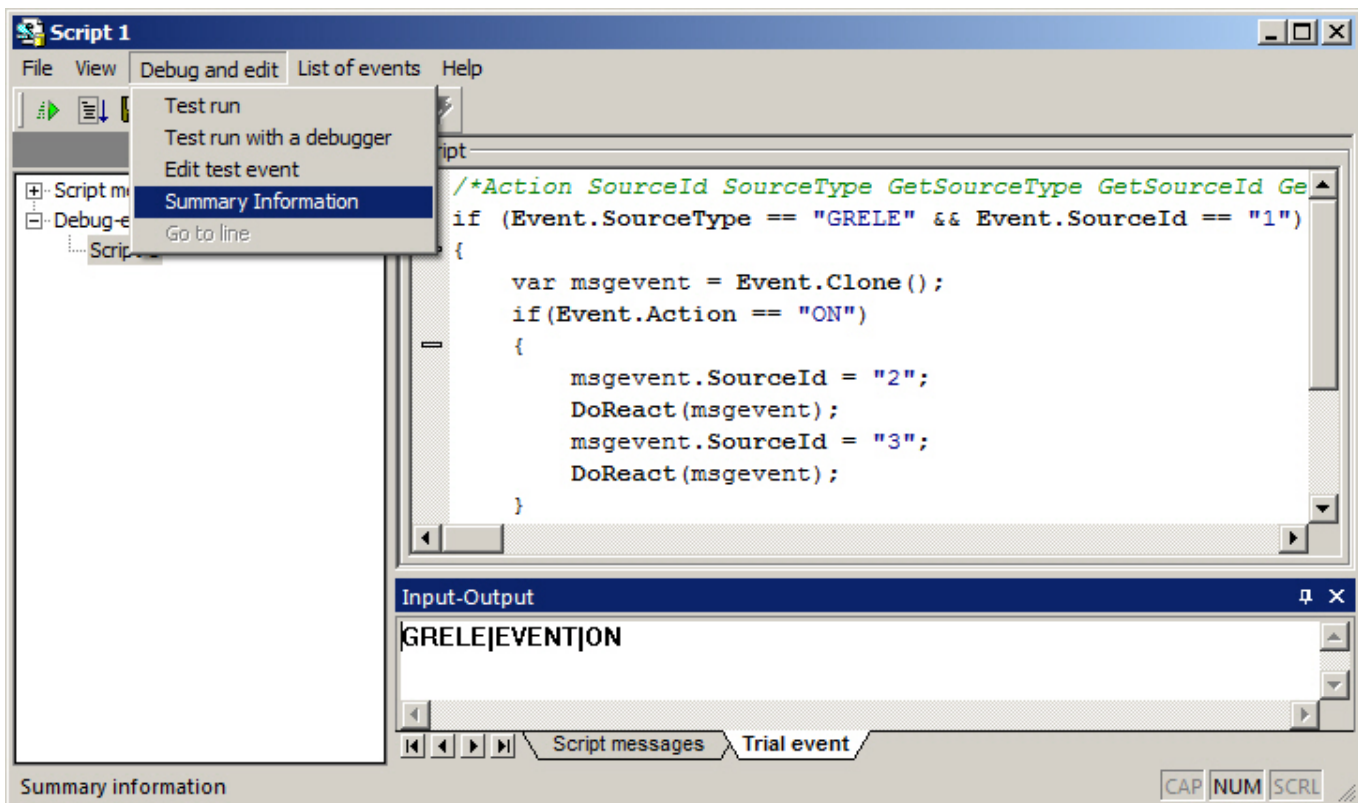 Script 1
File View Debug and edit List of events Help
Test run
Test run with a debugger
Edit test event
Summary Information
Go to line
Script
Debug-e
/*Action SourceId SourceType GetSourceType GetSourceId Ge
if (Event.SourceType == "GRELE" && Event.SourceId == "1")
{
var msgevent = Event.Clone();
if(Event.Action == "ON")
{
msgevent.SourceId = "2";
DoReact(msgevent);
msgevent.SourceId = "3";
DoReact(msgevent);
}
Input-Output
GRELE|EVENT|ON
Script messages Trial event
Summary information
CAP NUM SCRL